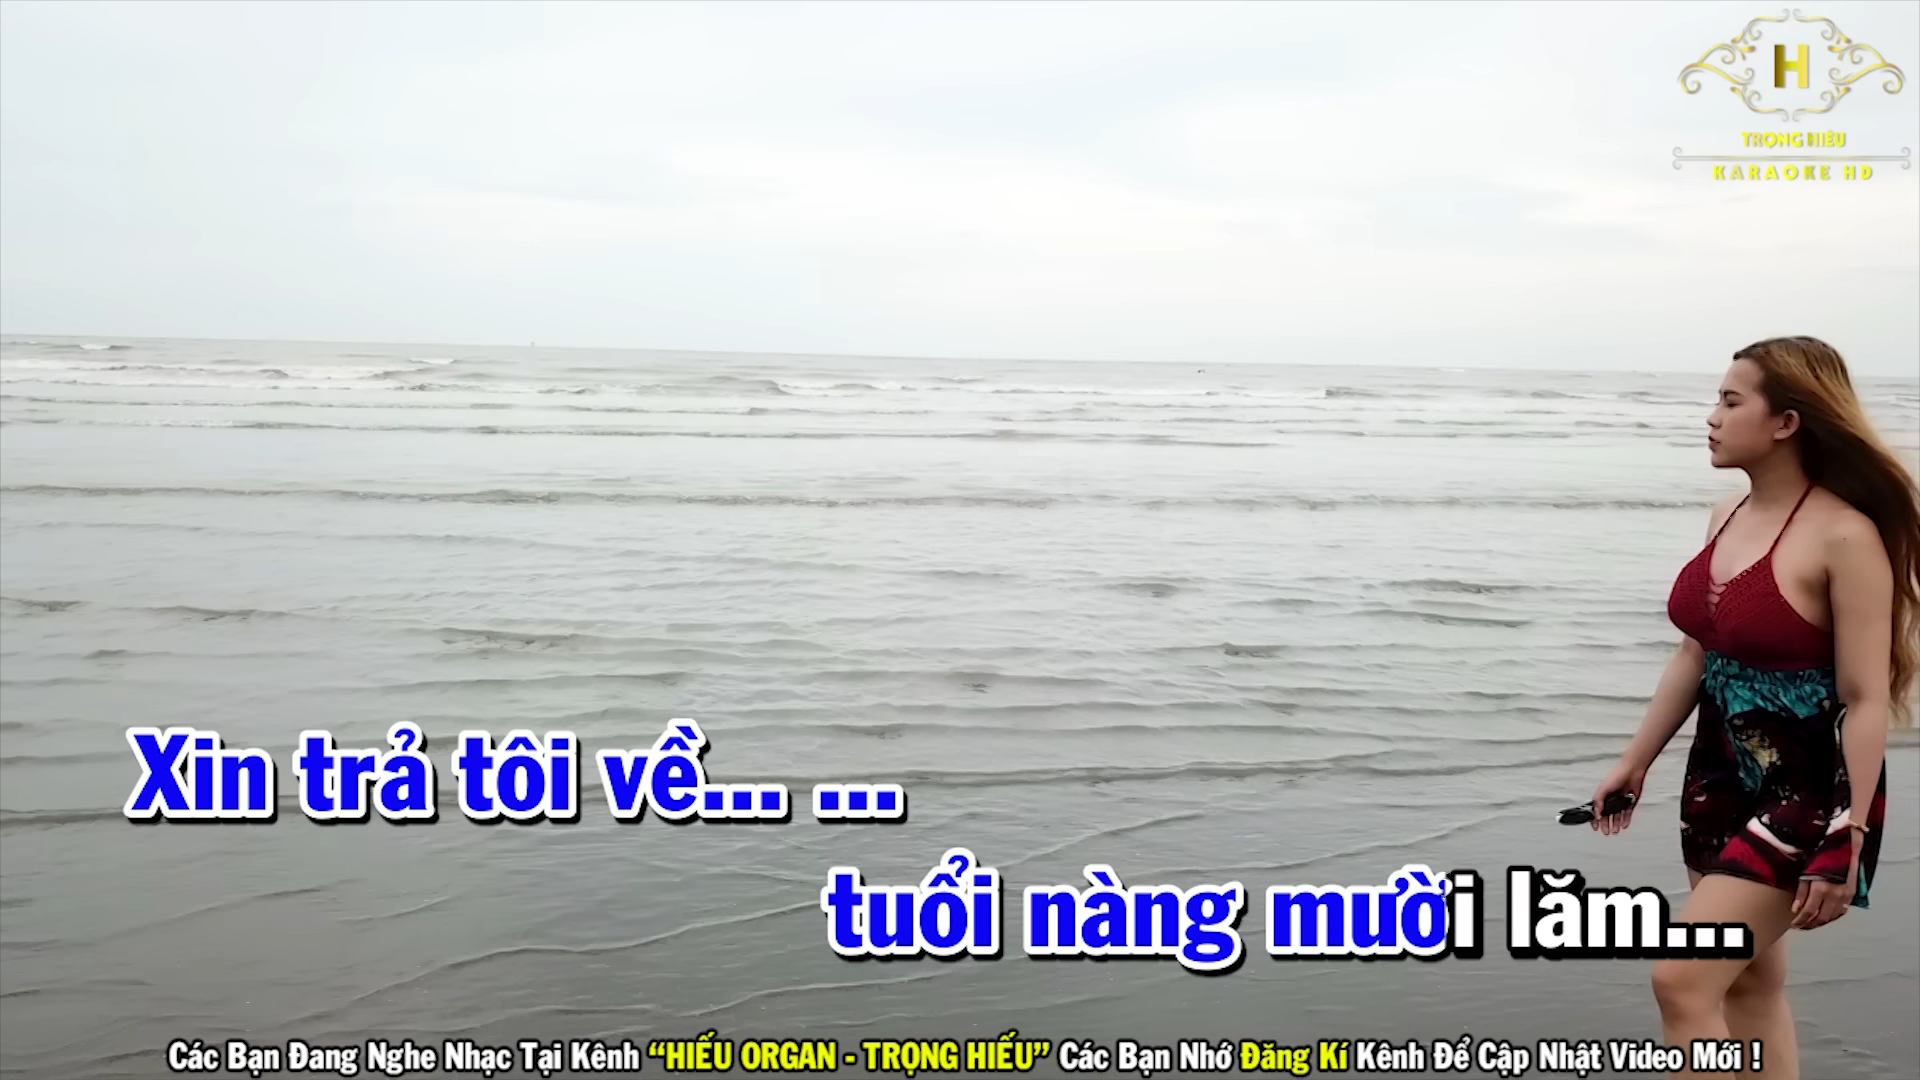 H
TRỌNG HIẾU
KARAOKE HD
Xin trả tôi về... ...
tuổi nàng mười lăm...
Các Bạn Đang Nghe Nhạc Tại Kênh “HIẾU ORGAN - TRỌNG HIẾU” Các Bạn Nhớ Đăng Kí Kênh Để Cập Nhật Video Mới !